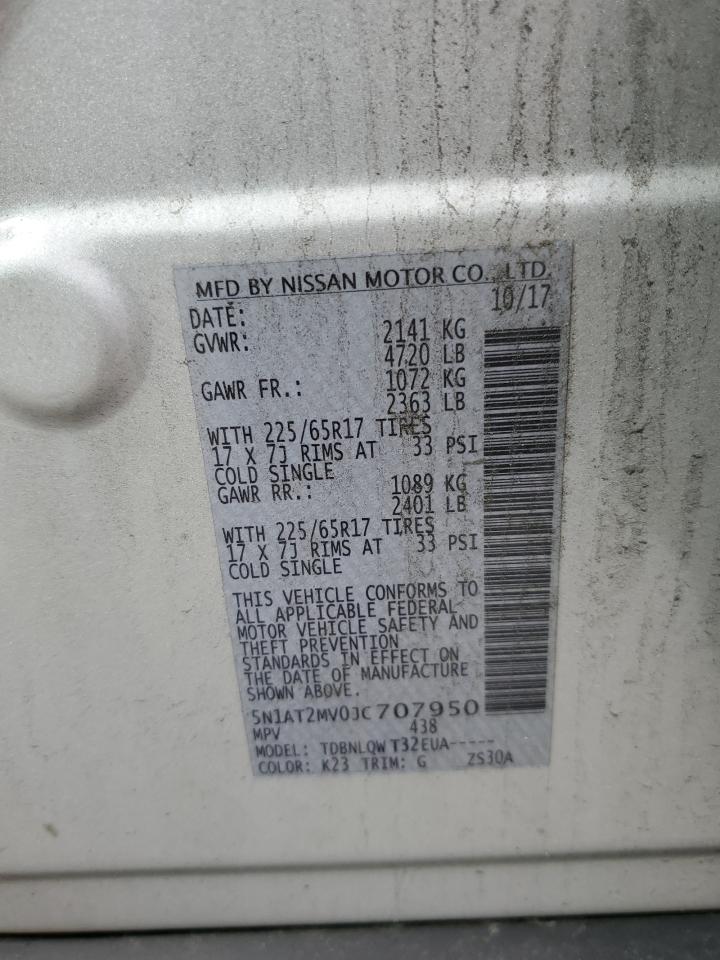 MFD BY NISSAN MOTOR CO., LTD.
DATE: 10/17
GVWR: 2141 KG
4720 LB
GAWR FR.: 1072 KG
2363 LB
WITH 225/65R17 TIRES
17 X 7J RIMS AT 33 PSI
COLD SINGLE
GAWR RR.: 1089 KG
2401 LB
WITH 225/65R17 TIRES
17 X 7J RIMS AT 33 PSI
COLD SINGLE
THIS VEHICLE CONFORMS TO
ALL APPLICABLE FEDERAL
MOTOR VEHICLE SAFETY AND
THEFT PREVENTION
STANDARDS IN EFFECT ON
THE DATE OF MANUFACTURE
SHOWN ABOVE.
5N1AT2MV0JC707950
MPV 438
MODEL: TDBNLQW T32EUA-----
COLOR: K23 TRIM: G ZS30A